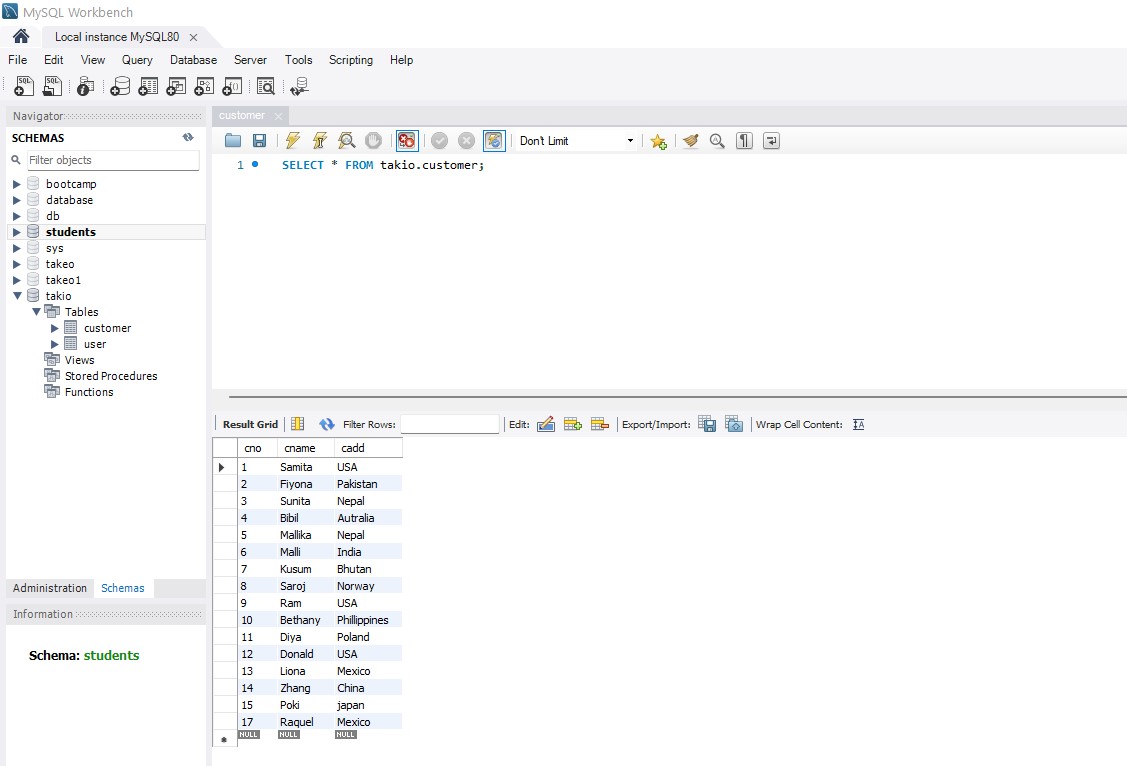 MySQL Workbench
Local instance MySQL80
File Edit View Query Database Server Tools Scripting Help
Navigator
SCHEMAS
Filter objects
bootcamp
database
db
students
sys
takeo
takeo1
takio
Tables
customer
user
Views
Stored Procedures
Functions
Administration Schemas
Information
Schema: students
customer
Don't Limit
1 SELECT * FROM takio.customer;
Result Grid Filter Rows: Edit: Export/Import: Wrap Cell Content:
cno cname cadd
1 Samita USA
2 Fiyona Pakistan
3 Sunita Nepal
4 Bibil Autralia
5 Mallika Nepal
6 Malli India
7 Kusum Bhutan
8 Saroj Norway
9 Ram USA
10 Bethany Phillippines
11 Diya Poland
12 Donald USA
13 Liona Mexico
14 Zhang China
15 Poki japan
17 Raquel Mexico
NULL NULL NULL